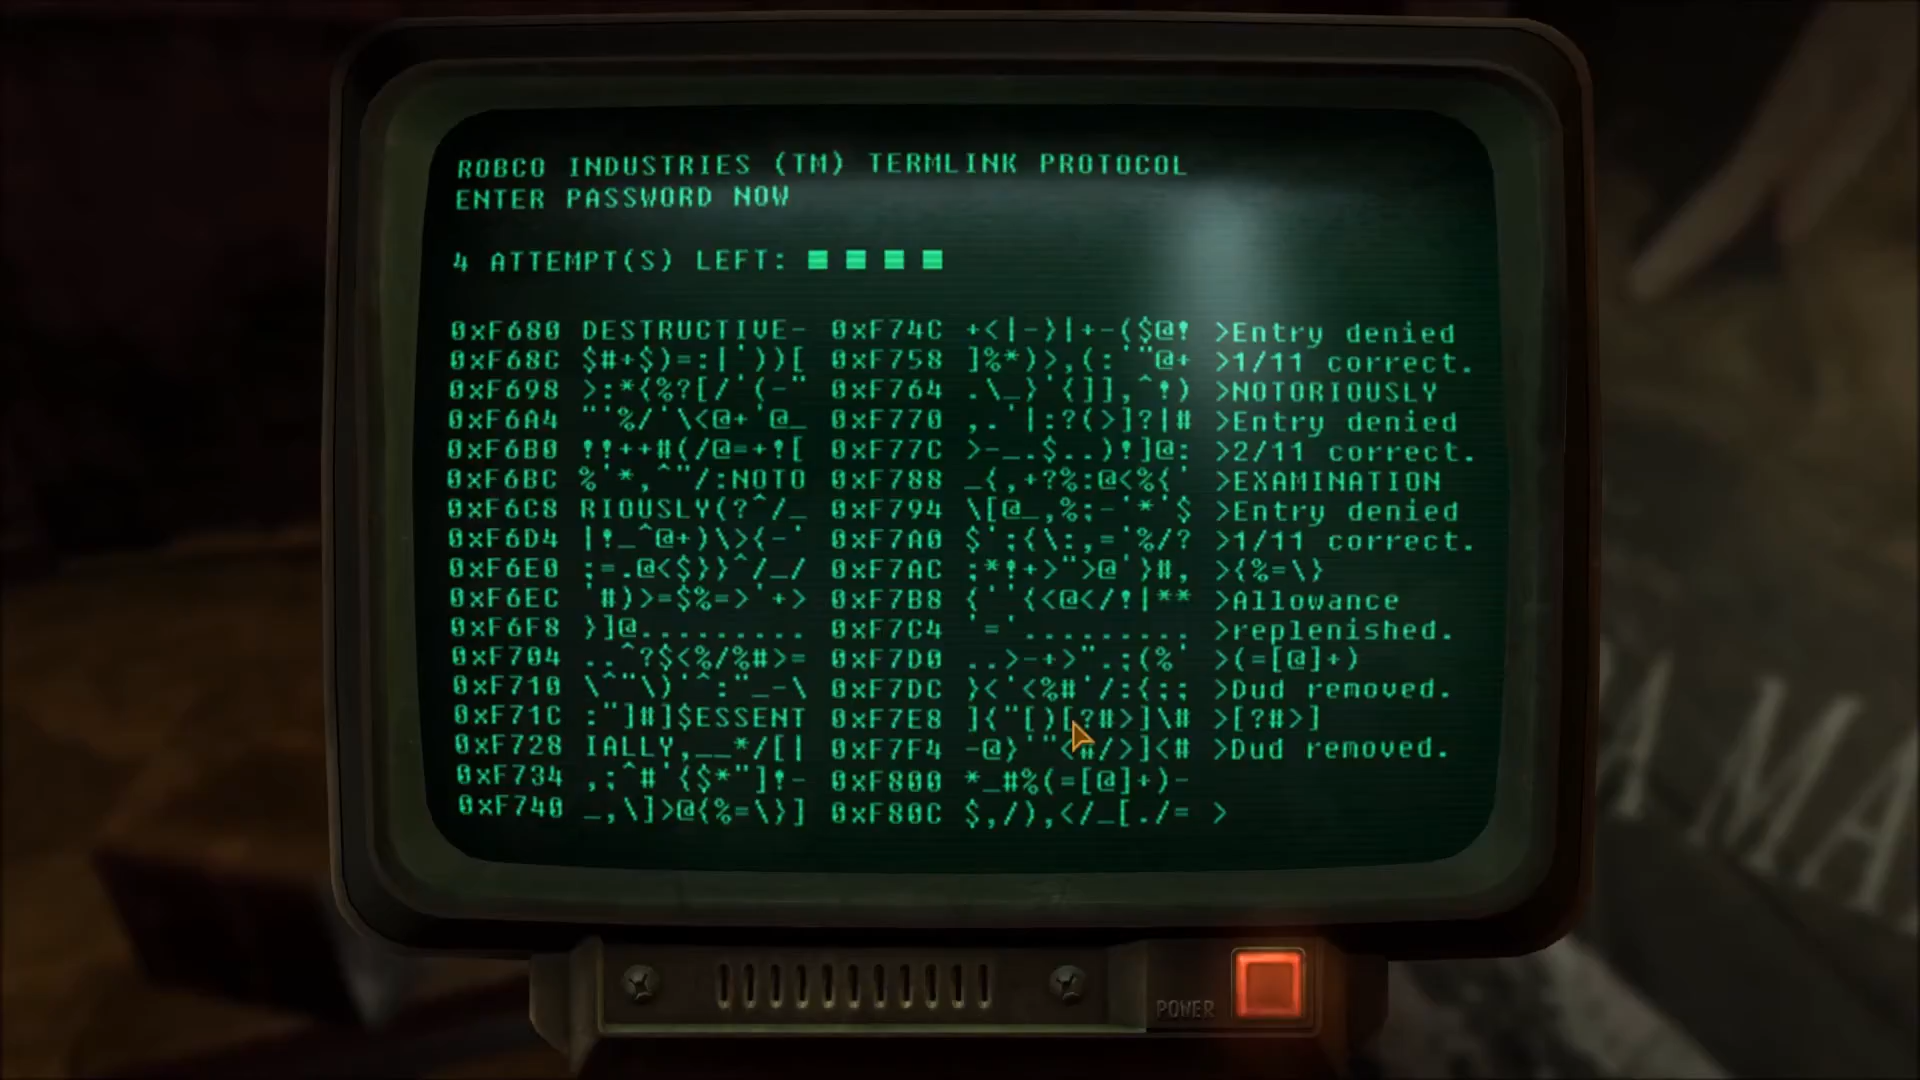 ROBCO INDUSTRIES (TM) TERMLINK PROTOCOL
ENTER PASSWORD NOW
4 ATTEMPT(S) LEFT:
0xF680 DESTRUCTIVE- 0xF74C +<|-}|+-($@! >Entry denied
0xF68C $#+$)=:|'))[ 0xF758 ]%*)>,(:'"@+ >1/11 correct.
0xF698 >:*{%?[/'(-" 0xF764 .\_}'{]],^!) >NOTORIOUSLY
0xF6A4 "'%/'\<@+'@_ 0xF770 ,.'|:?(>]?|# >Entry denied
0xF6B0 !!++#(/@=+![ 0xF77C >-_.$..)!]@: >2/11 correct.
0xF6BC %'*,^"/:NOTO 0xF788 _{,+?%:@<%{' >EXAMINATION
0xF6C8 RIOUSLY(?^/_ 0xF794 \[@_,%;-'*'$ >Entry denied
0xF6D4 |!_^@+)\>{-' 0xF7A0 $';{\:,='%/? >1/11 correct.
0xF6E0 ;=.@<$}}^/_/ 0xF7AC ;*!+>">@'}#, >{%=\}
0xF6EC '#)>=$%=>'+> 0xF7B8 {''{<@</!|** >Allowance
0xF6F8 }]@......... 0xF7C4 '='......... >replenished.
0xF704 ..^?$<%/%#>= 0xF7D0 ..>-+>".;(%' >(=[@]+)
0xF710 \^"\)'^:"_-\ 0xF7DC }<'<%#'/:{;; >Dud removed.
0xF71C :"]#]$ESSENT 0xF7E8 ]{"[)[?#>]\# >[?#>]
0xF728 IALLY,__*/[| 0xF7F4 -@}'"<#/>]<# >Dud removed.
0xF734 ,;^#'{$*"]!- 0xF800 *_#%(=[@]+)-
0xF740 _,\]>@{%=\}] 0xF80C $,/),</_[./= >
POWER